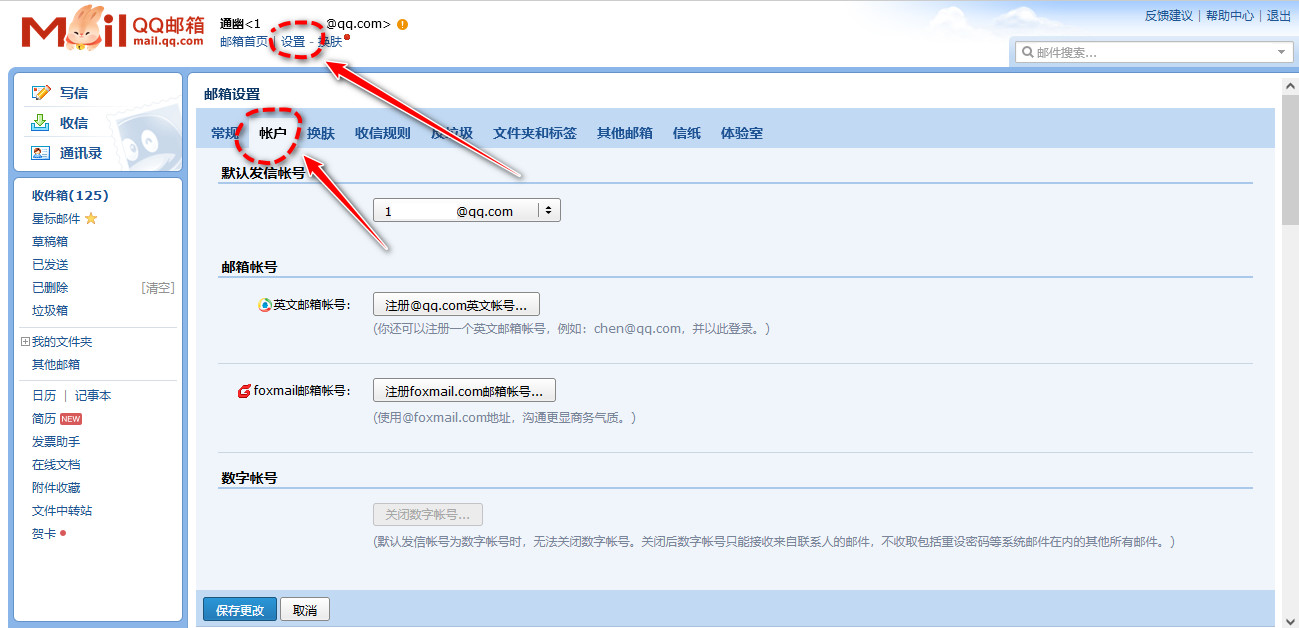 Mail QQ邮箱
mail.qq.com
通幽<1 @qq.com>
邮箱首页 | 设置 - 换肤
反馈建议 | 帮助中心 | 退出
邮件搜索...
写信
收信
通讯录
收件箱(125)
星标邮件
草稿箱
已发送
已删除 [清空]
垃圾箱
我的文件夹
其他邮箱
日历 | 记事本
简历 NEW
发票助手
在线文档
附件收藏
文件中转站
贺卡
邮箱设置
常规 帐户 换肤 收信规则 反垃圾 文件夹和标签 其他邮箱 信纸 体验室
默认发信帐号
1 @qq.com
邮箱帐号
英文邮箱帐号: 注册@qq.com英文帐号...
(你还可以注册一个英文邮箱帐号，例如：chen@qq.com，并以此登录。)
foxmail邮箱帐号: 注册foxmail.com邮箱帐号...
(使用@foxmail.com地址，沟通更显商务气质。)
数字帐号
关闭数字帐号...
(默认发信帐号为数字帐号时，无法关闭数字帐号。关闭后数字帐号只能接收来自联系人的邮件，不收取包括重设密码等系统邮件在内的其他所有邮件。)
保存更改 取消